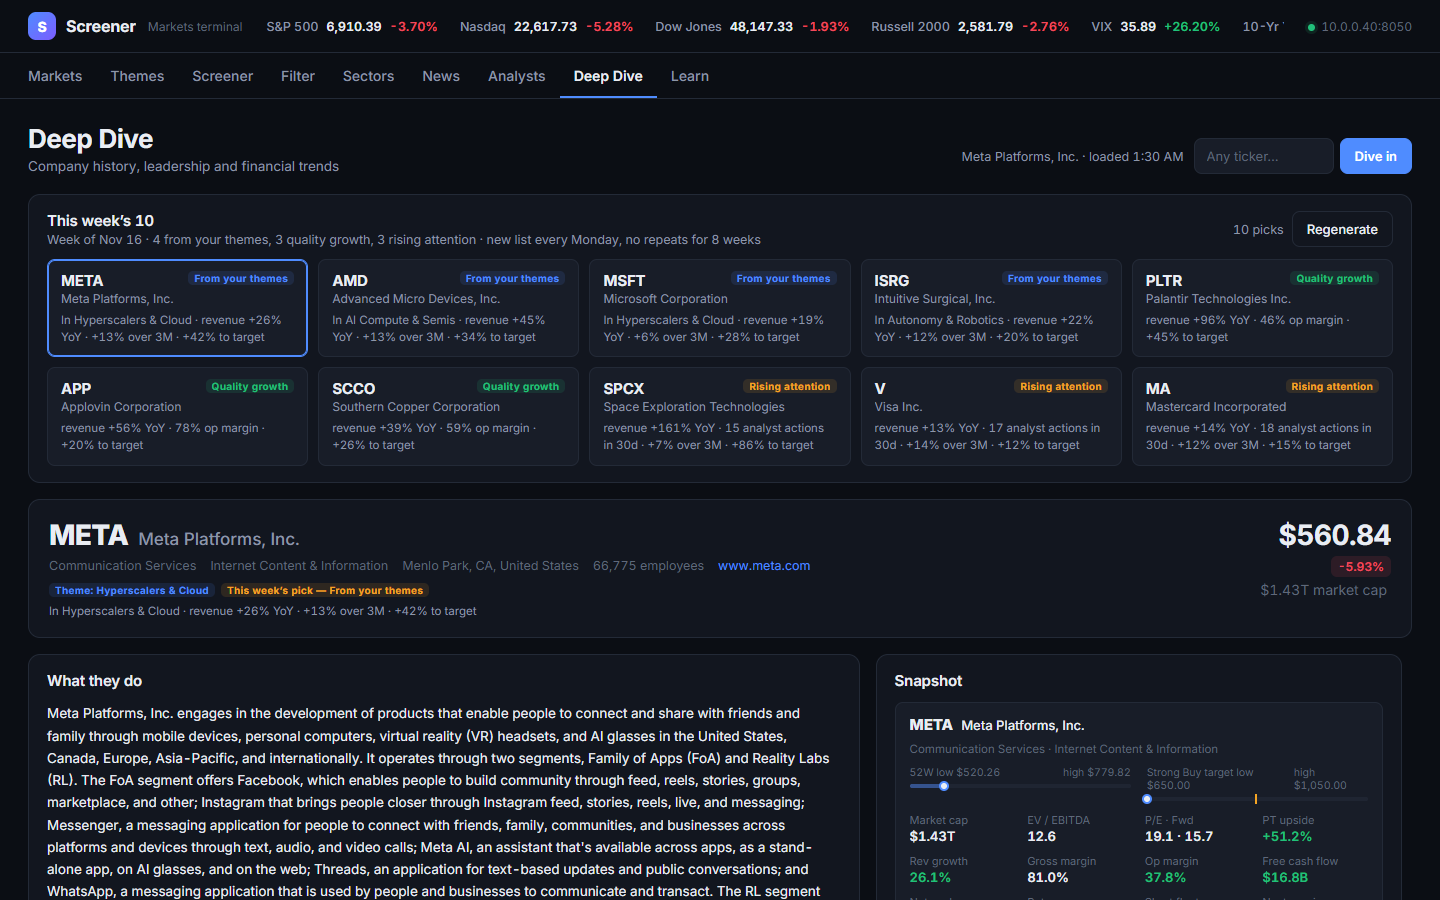 S Screener Markets terminal S&P 500 6,910.39 -3.70% Nasdaq 22,617.73 -5.28% Dow Jones 48,147.33 -1.93% Russell 2000 2,581.79 -2.76% VIX 35.89 +26.20% 10-Yr 10.0.0.40:8050
Markets Themes Screener Filter Sectors News Analysts Deep Dive Learn
Deep Dive
Company history, leadership and financial trends
Meta Platforms, Inc. · loaded 1:30 AM Any ticker... Dive in
This week's 10
Week of Nov 16 · 4 from your themes, 3 quality growth, 3 rising attention · new list every Monday, no repeats for 8 weeks
10 picks Regenerate
META From your themes
Meta Platforms, Inc.
In Hyperscalers & Cloud · revenue +26%
YoY · +13% over 3M · +42% to target
AMD From your themes
Advanced Micro Devices, Inc.
In AI Compute & Semis · revenue +45%
YoY · +13% over 3M · +34% to target
MSFT From your themes
Microsoft Corporation
In Hyperscalers & Cloud · revenue +19%
YoY · +6% over 3M · +28% to target
ISRG From your themes
Intuitive Surgical, Inc.
In Autonomy & Robotics · revenue +22%
YoY · +12% over 3M · +20% to target
PLTR Quality growth
Palantir Technologies Inc.
revenue +96% YoY · 46% op margin ·
+45% to target
APP Quality growth
Applovin Corporation
revenue +56% YoY · 78% op margin ·
+20% to target
SCCO Quality growth
Southern Copper Corporation
revenue +39% YoY · 59% op margin ·
+26% to target
SPCX Rising attention
Space Exploration Technologies
revenue +161% YoY · 15 analyst actions
in 30d · +7% over 3M · +86% to target
V Rising attention
Visa Inc.
revenue +13% YoY · 17 analyst actions in
30d · +14% over 3M · +12% to target
MA Rising attention
Mastercard Incorporated
revenue +14% YoY · 18 analyst actions in
30d · +12% over 3M · +15% to target
META Meta Platforms, Inc.
Communication Services Internet Content & Information Menlo Park, CA, United States 66,775 employees www.meta.com
Theme: Hyperscalers & Cloud This week's pick — From your themes
In Hyperscalers & Cloud · revenue +26% YoY · +13% over 3M · +42% to target
$560.84
-5.93%
$1.43T market cap
What they do
Meta Platforms, Inc. engages in the development of products that enable people to connect and share with friends and
family through mobile devices, personal computers, virtual reality (VR) headsets, and AI glasses in the United States,
Canada, Europe, Asia-Pacific, and internationally. It operates through two segments, Family of Apps (FoA) and Reality Labs
(RL). The FoA segment offers Facebook, which enables people to build community through feed, reels, stories, groups,
marketplace, and other; Instagram that brings people closer through Instagram feed, stories, reels, live, and messaging;
Messenger, a messaging application for people to connect with friends, family, communities, and businesses across
platforms and devices through text, audio, and video calls; Meta AI, an assistant that's available across apps, as a stand-
alone app, on AI glasses, and on the web; Threads, an application for text-based updates and public conversations; and
WhatsApp, a messaging application that is used by people and businesses to communicate and transact. The RL segment
Snapshot
META Meta Platforms, Inc.
Communication Services · Internet Content & Information
52W low $520.26 high $779.82 Strong Buy target low high
$650.00 $1,050.00
Market cap EV / EBITDA P/E · Fwd PT upside
$1.43T 12.6 19.1 · 15.7 +51.2%
Rev growth Gross margin Op margin Free cash flow
26.1% 81.0% 37.8% $16.8B